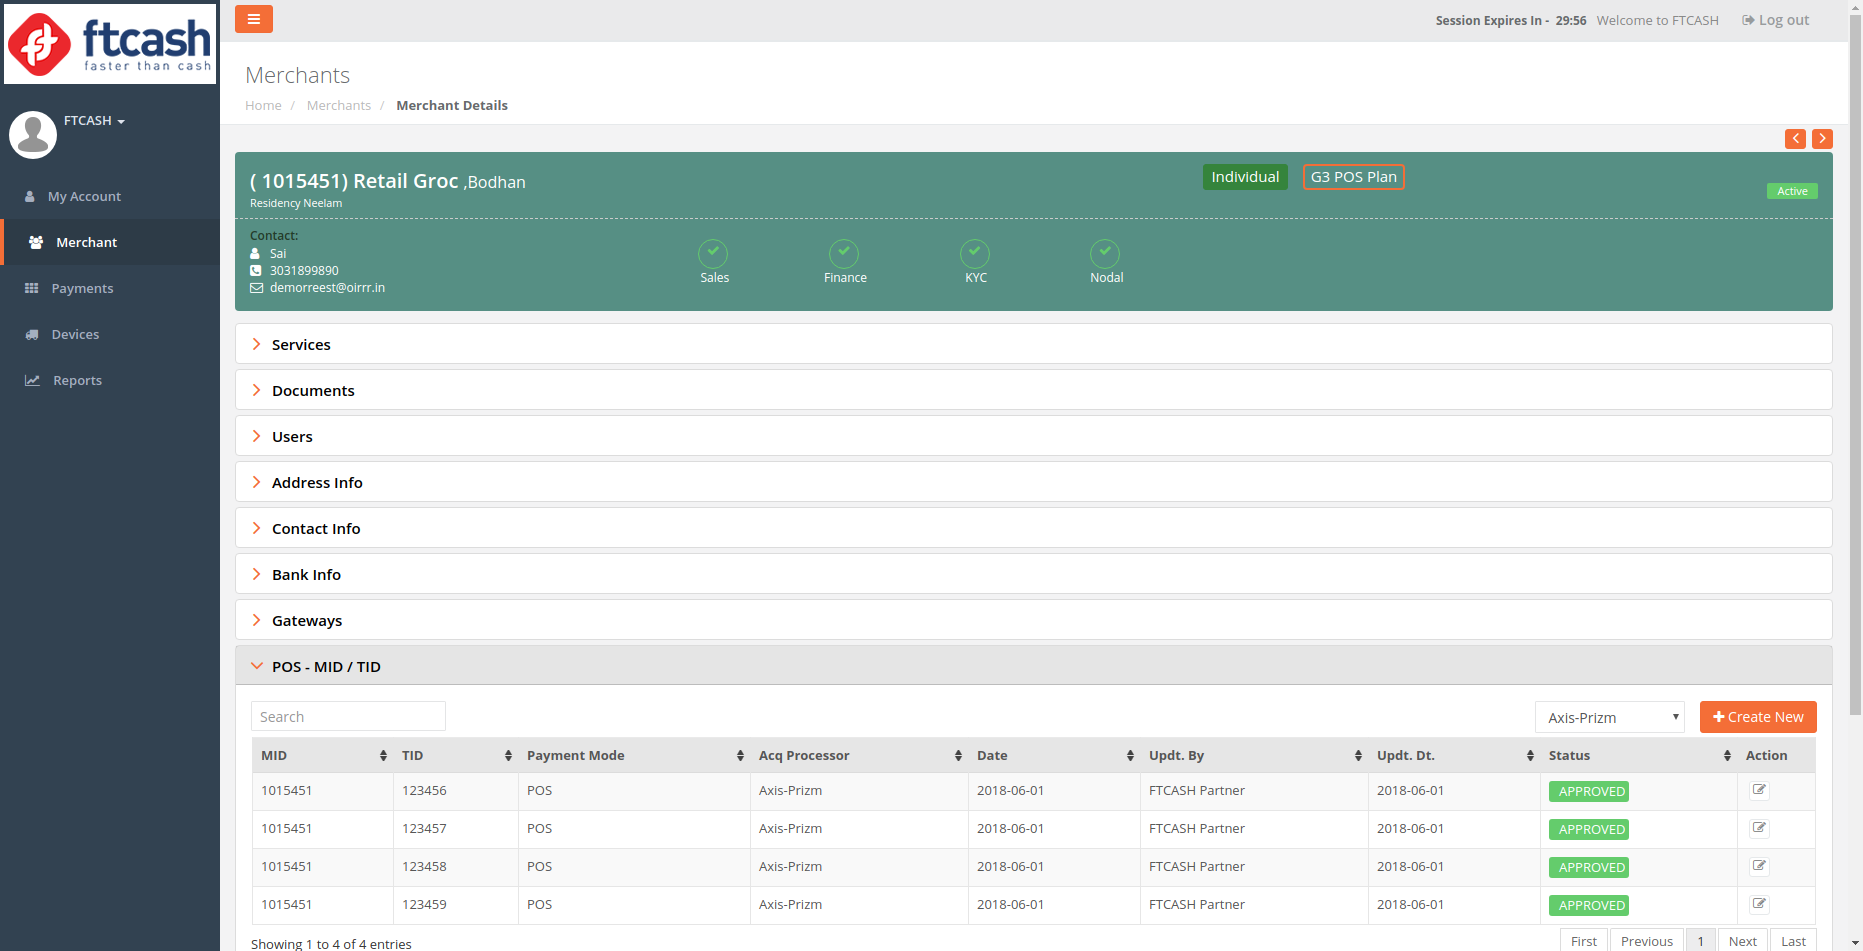 ftcash
faster than cash
Session Expires In - 29:56 Welcome to FTCASH Log out
Merchants
Home / Merchants / Merchant Details
FTCASH
My Account
Merchant
Payments
Devices
Reports
( 1015451) Retail Groc ,Bodhan
Individual
G3 POS Plan
Active
Residency Neelam
Contact:
Sai
3031899890
demorreest@oirrr.in
Sales
Finance
KYC
Nodal
Services
Documents
Users
Address Info
Contact Info
Bank Info
Gateways
POS - MID / TID
Search
Axis-Prizm
Create New
MID TID Payment Mode Acq Processor Date Updt. By Updt. Dt. Status Action
1015451 123456 POS Axis-Prizm 2018-06-01 FTCASH Partner 2018-06-01 APPROVED
1015451 123457 POS Axis-Prizm 2018-06-01 FTCASH Partner 2018-06-01 APPROVED
1015451 123458 POS Axis-Prizm 2018-06-01 FTCASH Partner 2018-06-01 APPROVED
1015451 123459 POS Axis-Prizm 2018-06-01 FTCASH Partner 2018-06-01 APPROVED
Showing 1 to 4 of 4 entries
First Previous 1 Next Last